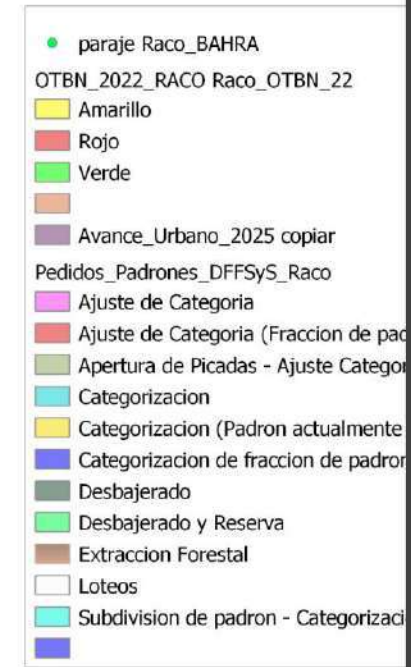 paraje Raco_BAHRA
OTBN_2022_RACO Raco_OTBN_22
Amarillo
Rojo
Verde
Avance_Urbano_2025 copiar
Pedidos_Padrones_DFFSyS_Raco
Ajuste de Categoria
Ajuste de Categoria (Fraccion de pad
Apertura de Picadas - Ajuste Categor
Categorizacion
Categorizacion (Padron actualmente
Categorizacion de fraccion de padron
Desbajerado
Desbajerado y Reserva
Extraccion Forestal
Loteos
Subdivision de padron - Categorizaci